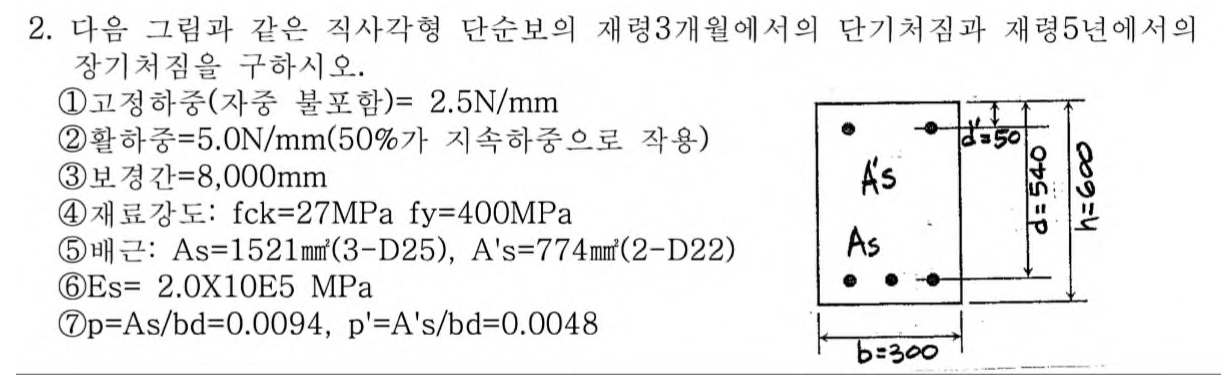 2. 다음 그림과 같은 직사각형 단순보의 재령3개월에서의 단기처짐과 재령5년에서의
장기처짐을 구하시오.
①고정하중(자중 불포함)= 2.5N/mm
②활하중=5.0N/mm(50%가 지속하중으로 작용)
③보경간=8,000mm
④재료강도: fck=27MPa fy=400MPa
⑤배근: As=1521㎟(3-D25), A's=774㎟(2-D22)
⑥Es= 2.0X10E5 MPa
⑦p=As/bd=0.0094, p'=A's/bd=0.0048
d'=50
A's
As
d=540
h=600
b=300